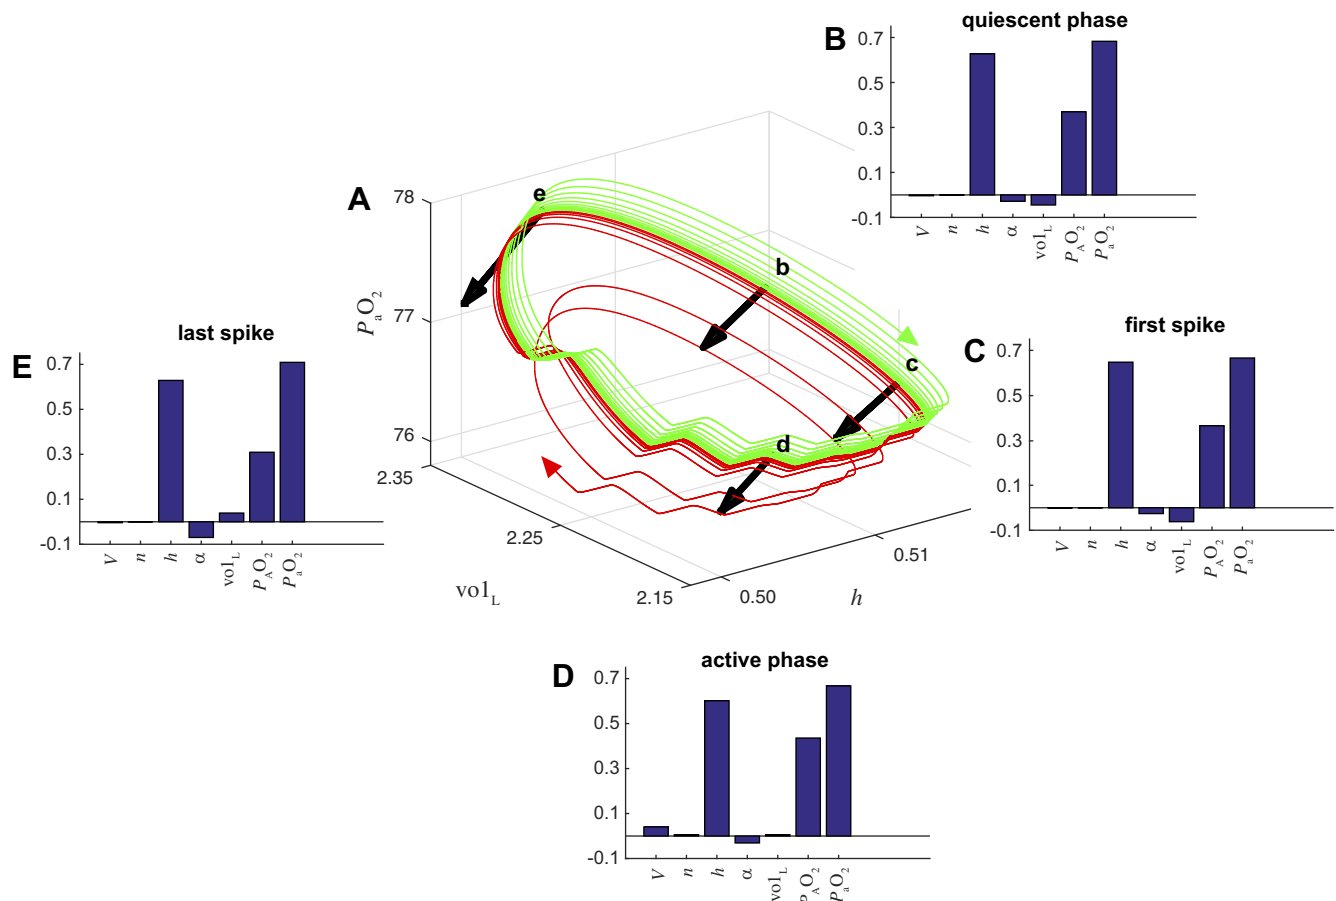 B
quiescent phase
0.7
0.5
0.3
0.1
-0.1
V
n
h
α
vol_L
P_AO_2
P_aO_2
A
78
77
76
P_aO_2
2.35
2.25
2.15
vol_L
0.50
0.51
h
e
b
c
d
E
last spike
0.7
0.5
0.3
0.1
-0.1
V
n
h
α
vol_L
P_AO_2
P_aO_2
C
first spike
0.7
0.5
0.3
0.1
-0.1
V
n
h
α
vol_L
P_AO_2
P_aO_2
D
active phase
0.7
0.5
0.3
0.1
-0.1
V
n
h
α
vol_L
P_AO_2
P_aO_2